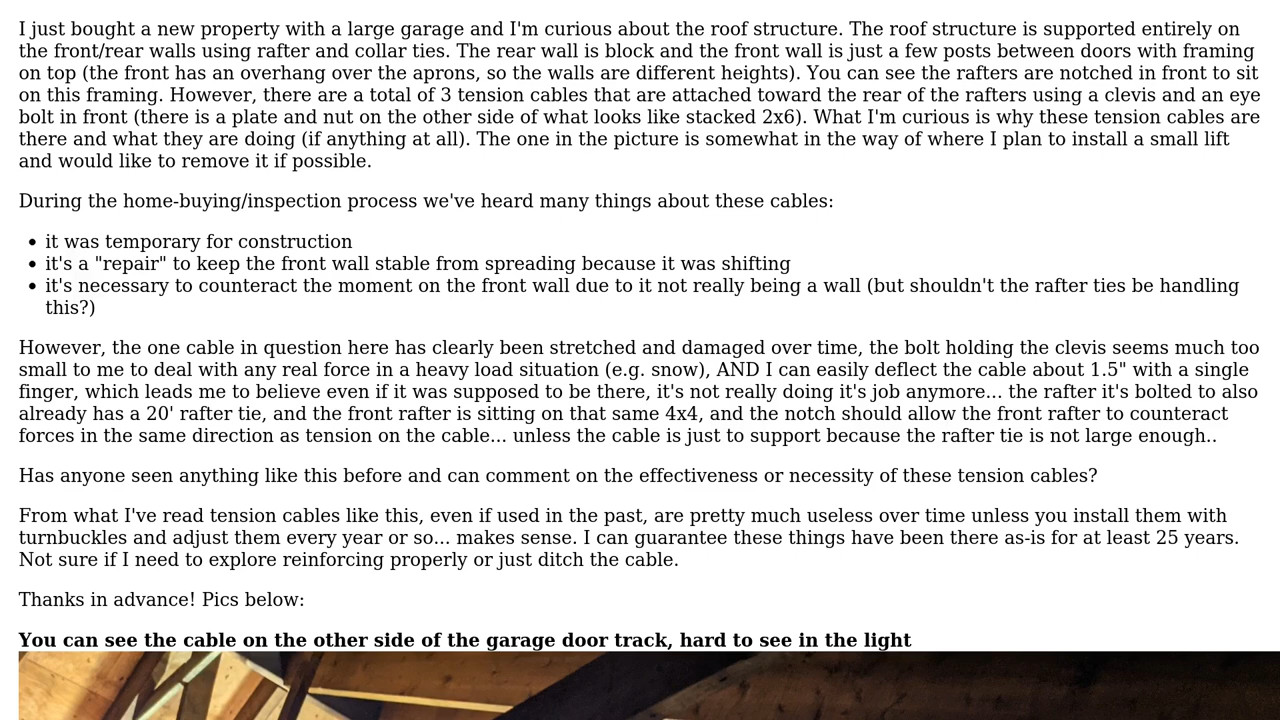 I just bought a new property with a large garage and I'm curious about the roof structure. The roof structure is supported entirely on
the front/rear walls using rafter and collar ties. The rear wall is block and the front wall is just a few posts between doors with framing
on top (the front has an overhang over the aprons, so the walls are different heights). You can see the rafters are notched in front to sit
on this framing. However, there are a total of 3 tension cables that are attached toward the rear of the rafters using a clevis and an eye
bolt in front (there is a plate and nut on the other side of what looks like stacked 2x6). What I'm curious is why these tension cables are
there and what they are doing (if anything at all). The one in the picture is somewhat in the way of where I plan to install a small lift
and would like to remove it if possible.
During the home-buying/inspection process we've heard many things about these cables:
• it was temporary for construction
• it's a "repair" to keep the front wall stable from spreading because it was shifting
• it's necessary to counteract the moment on the front wall due to it not really being a wall (but shouldn't the rafter ties be handling
this?)
However, the one cable in question here has clearly been stretched and damaged over time, the bolt holding the clevis seems much too
small to me to deal with any real force in a heavy load situation (e.g. snow), AND I can easily deflect the cable about 1.5" with a single
finger, which leads me to believe even if it was supposed to be there, it's not really doing it's job anymore... the rafter it's bolted to also
already has a 20' rafter tie, and the front rafter is sitting on that same 4x4, and the notch should allow the front rafter to counteract
forces in the same direction as tension on the cable... unless the cable is just to support because the rafter tie is not large enough..
Has anyone seen anything like this before and can comment on the effectiveness or necessity of these tension cables?
From what I've read tension cables like this, even if used in the past, are pretty much useless over time unless you install them with
turnbuckles and adjust them every year or so... makes sense. I can guarantee these things have been there as-is for at least 25 years.
Not sure if I need to explore reinforcing properly or just ditch the cable.
Thanks in advance! Pics below:
You can see the cable on the other side of the garage door track, hard to see in the light